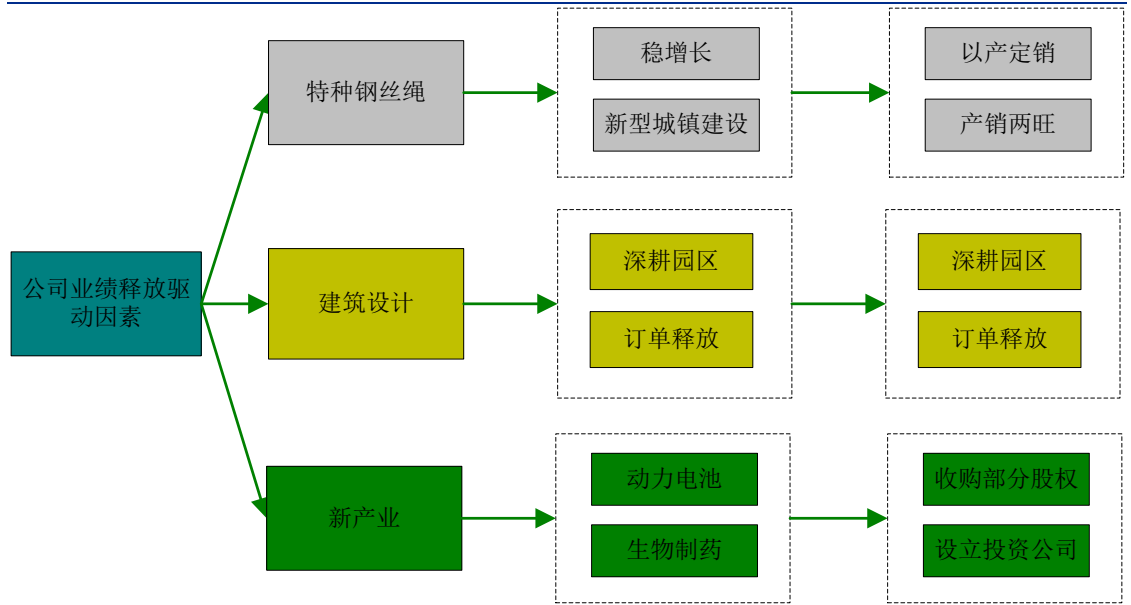 公司业绩释放驱
动因素
特种钢丝绳
稳增长
新型城镇建设
以产定销
产销两旺
建筑设计
深耕园区
订单释放
深耕园区
订单释放
新产业
动力电池
生物制药
收购部分股权
设立投资公司